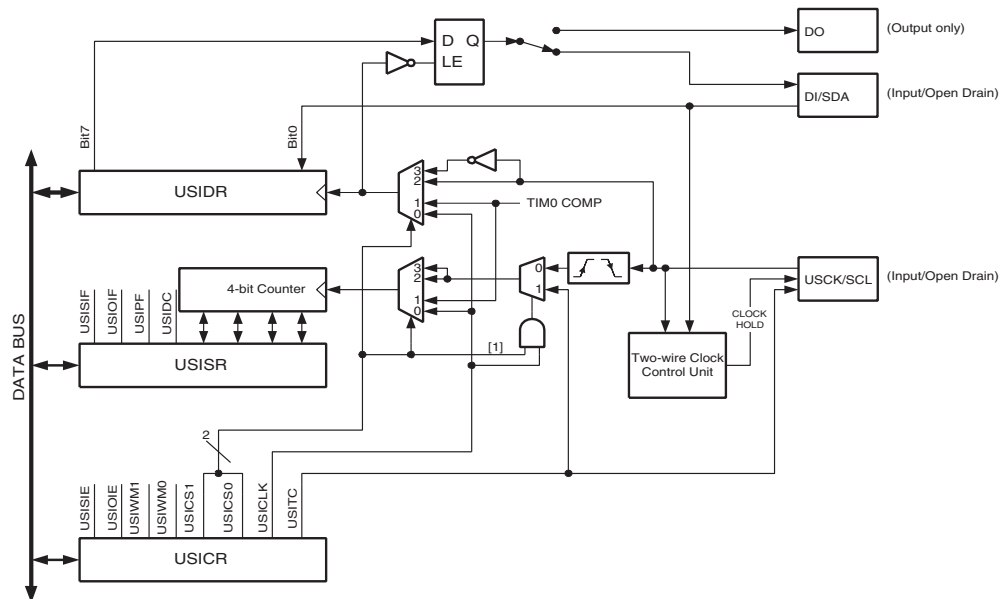 D Q
LE
DO
(Output only)
DI/SDA
(Input/Open Drain)
Bit7
Bit0
USIDR
3
2
1
0
TIM0 COMP
3
2
1
0
0
1
USCK/SCL
(Input/Open Drain)
4-bit Counter
USISIF
USIOIF
USIPF
USIDC
[1]
CLOCK
HOLD
USISR
Two-wire Clock
Control Unit
DATA BUS
2
USISIE
USIOIE
USIWM1
USIWM0
USICS1
USICS0
USICLK
USITC
USICR